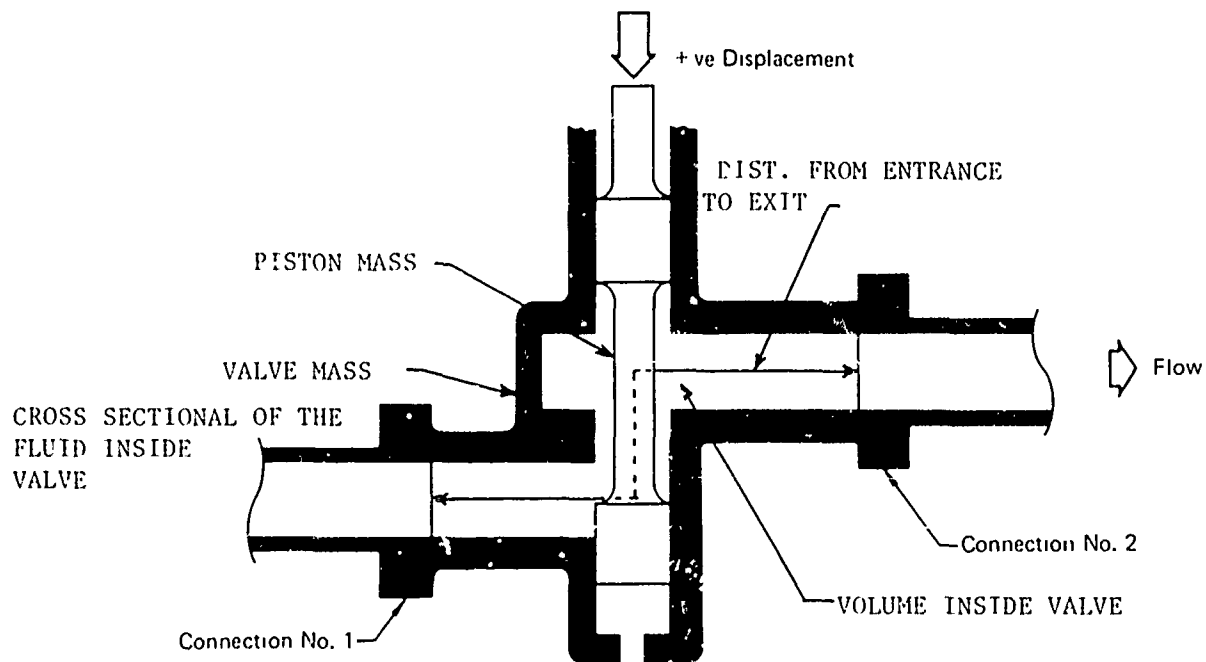 +ve Displacement
DIST. FROM ENTRANCE
TO EXIT
PISTON MASS
VALVE MASS
Flow
CROSS SECTIONAL OF THE
FLUID INSIDE
VALVE
Connection No. 2
VOLUME INSIDE VALVE
Connection No. 1